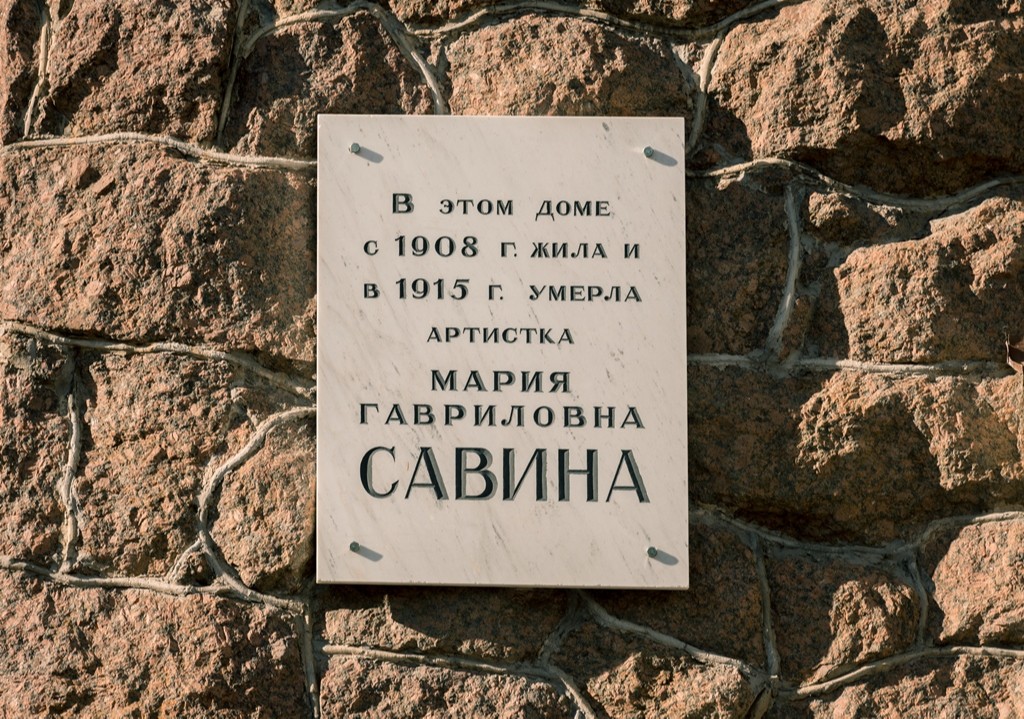 В этом доме
с 1908 г. жила и
в 1915 г. умерла
артистка
МАРИЯ
ГАВРИЛОВНА
САВИНА